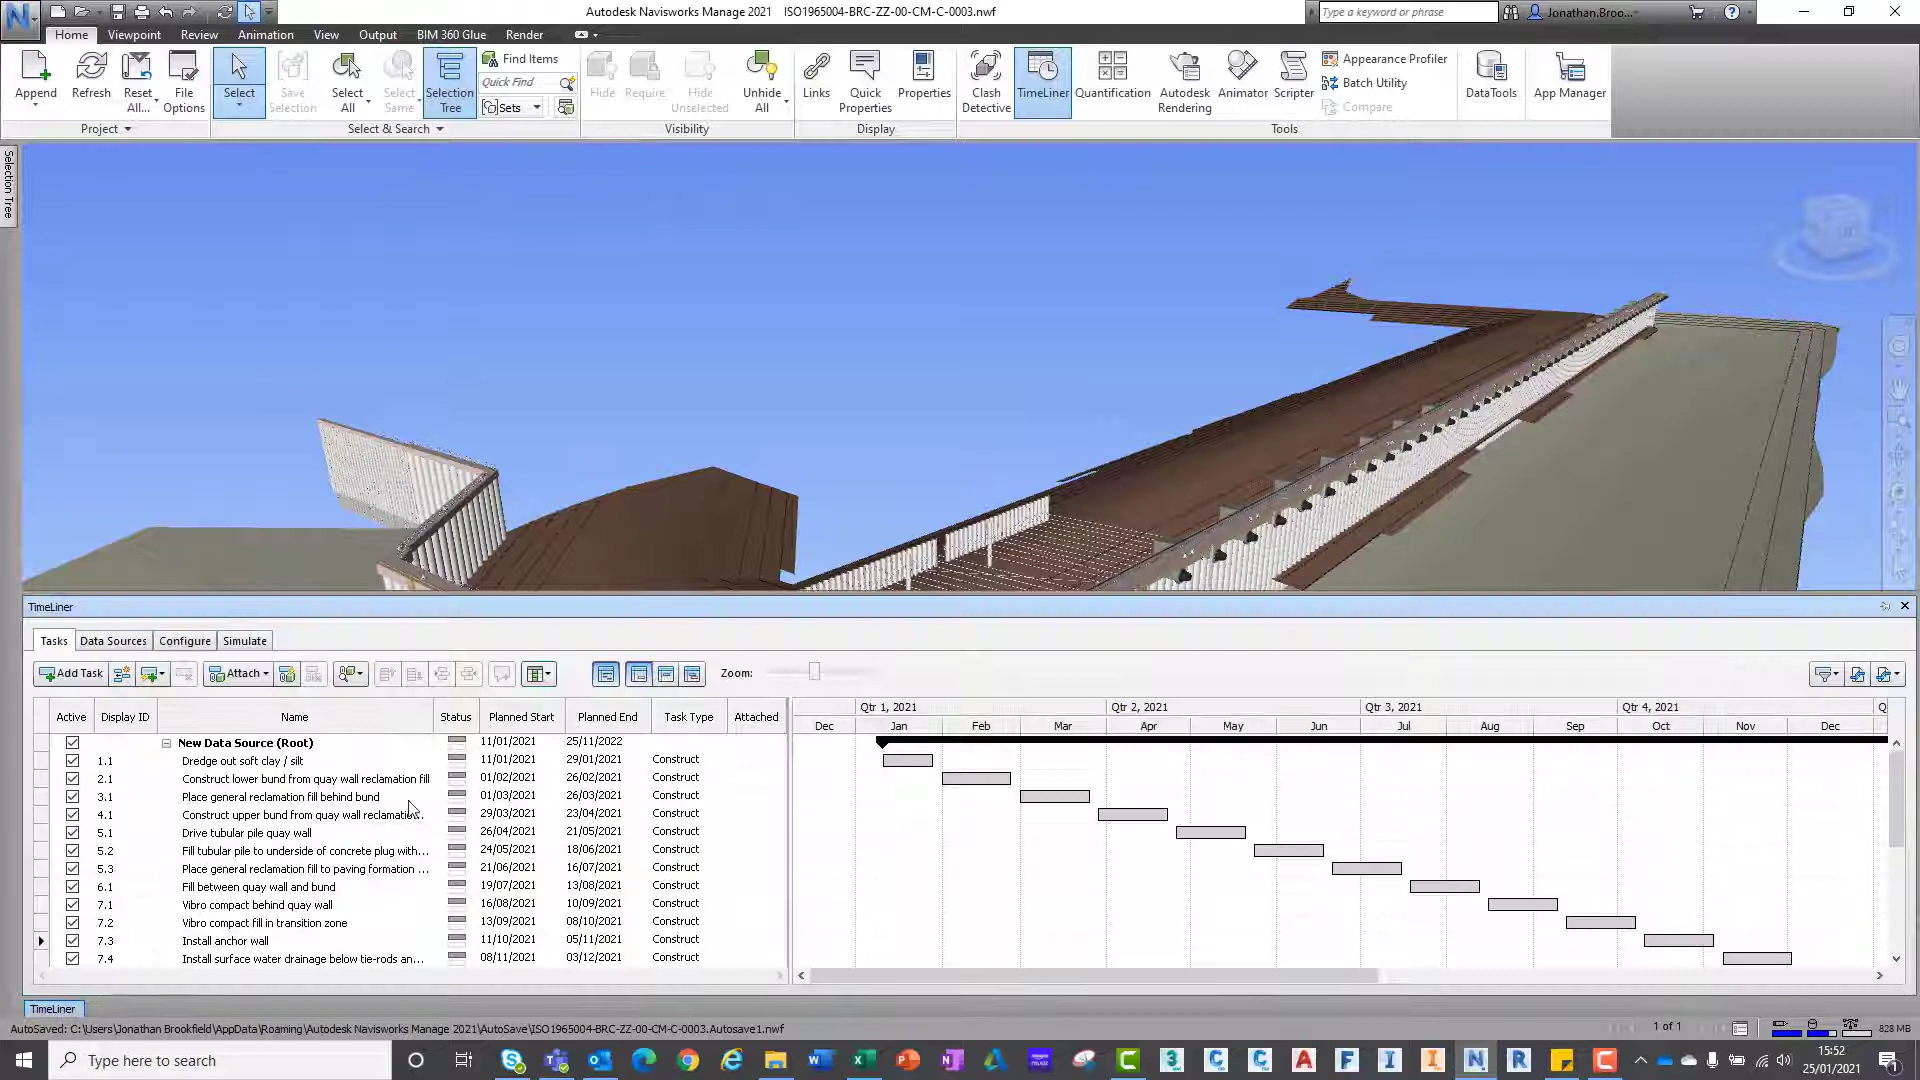 Autodesk Navisworks Manage 2021 ISO1965004-BRC-ZZ-00-CM-C-0003.nwf
Type a keyword or phrase
Jonathan.Broo...
Home Viewpoint Review Animation View Output BIM 360 Glue Render
Append
Refresh
Reset All...
File Options
Project
Select
Save Selection
Select All
Select Same
Selection Tree
Find Items
Quick Find
Sets
Select & Search
Hide
Require
Hide Unselected
Unhide All
Visibility
Links
Quick Properties
Properties
Display
Clash Detective
TimeLiner
Quantification
Autodesk Rendering
Animator
Scripter
Appearance Profiler
Batch Utility
Compare
Tools
DataTools
App Manager
Selection Tree
TimeLiner
Tasks Data Sources Configure Simulate
Add Task
Attach
Zoom:
Active Display ID Name Status Planned Start Planned End Task Type Attached
Qtr 1, 2021 Qtr 2, 2021 Qtr 3, 2021 Qtr 4, 2021 Q
Dec Jan Feb Mar Apr May Jun Jul Aug Sep Oct Nov Dec
New Data Source (Root) 11/01/2021 25/11/2022
1.1 Dredge out soft clay / silt 11/01/2021 29/01/2021 Construct
2.1 Construct lower bund from quay wall reclamation fill 01/02/2021 26/02/2021 Construct
3.1 Place general reclamation fill behind bund 01/03/2021 26/03/2021 Construct
4.1 Construct upper bund from quay wall reclamatio... 29/03/2021 23/04/2021 Construct
5.1 Drive tubular pile quay wall 26/04/2021 21/05/2021 Construct
5.2 Fill tubular pile to underside of concrete plug with... 24/05/2021 18/06/2021 Construct
5.3 Place general reclamation fill to paving formation ... 21/06/2021 16/07/2021 Construct
6.1 Fill between quay wall and bund 19/07/2021 13/08/2021 Construct
7.1 Vibro compact behind quay wall 16/08/2021 10/09/2021 Construct
7.2 Vibro compact fill in transition zone 13/09/2021 08/10/2021 Construct
7.3 Install anchor wall 11/10/2021 05/11/2021 Construct
7.4 Install surface water drainage below tie-rods an... 08/11/2021 03/12/2021 Construct
TimeLiner
AutoSaved: C:\Users\Jonathan Brookfield\AppData\Roaming\Autodesk Navisworks Manage 2021\AutoSave\ISO1965004-BRC-ZZ-00-CM-C-0003.Autosave1.nwf
1 of 1
828 MB
Type here to search
15:52
25/01/2021